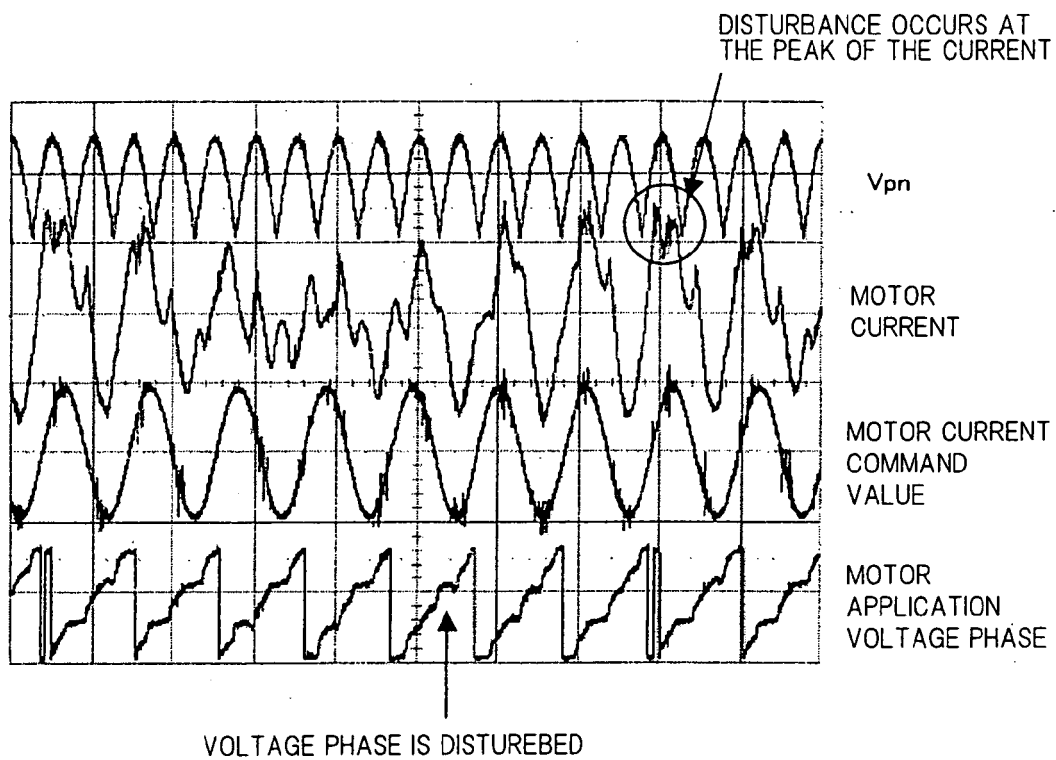 DISTURBANCE OCCURS AT
THE PEAK OF THE CURRENT
Vpn
MOTOR
CURRENT
MOTOR CURRENT
COMMAND
VALUE
MOTOR
APPLICATION
VOLTAGE PHASE
VOLTAGE PHASE IS DISTUREBED